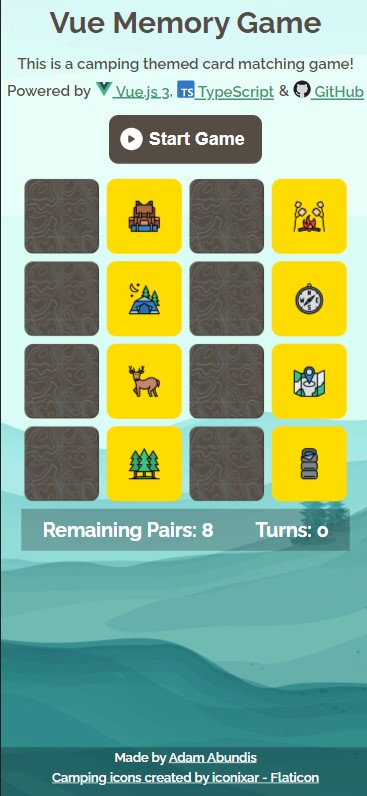 Vue Memory Game
This is a camping themed card matching game!
Powered by Vue.js 3, TS TypeScript & GitHub
Start Game
Remaining Pairs: 8 Turns: 0
Made by Adam Abundis
Camping icons created by iconixar - Flaticon